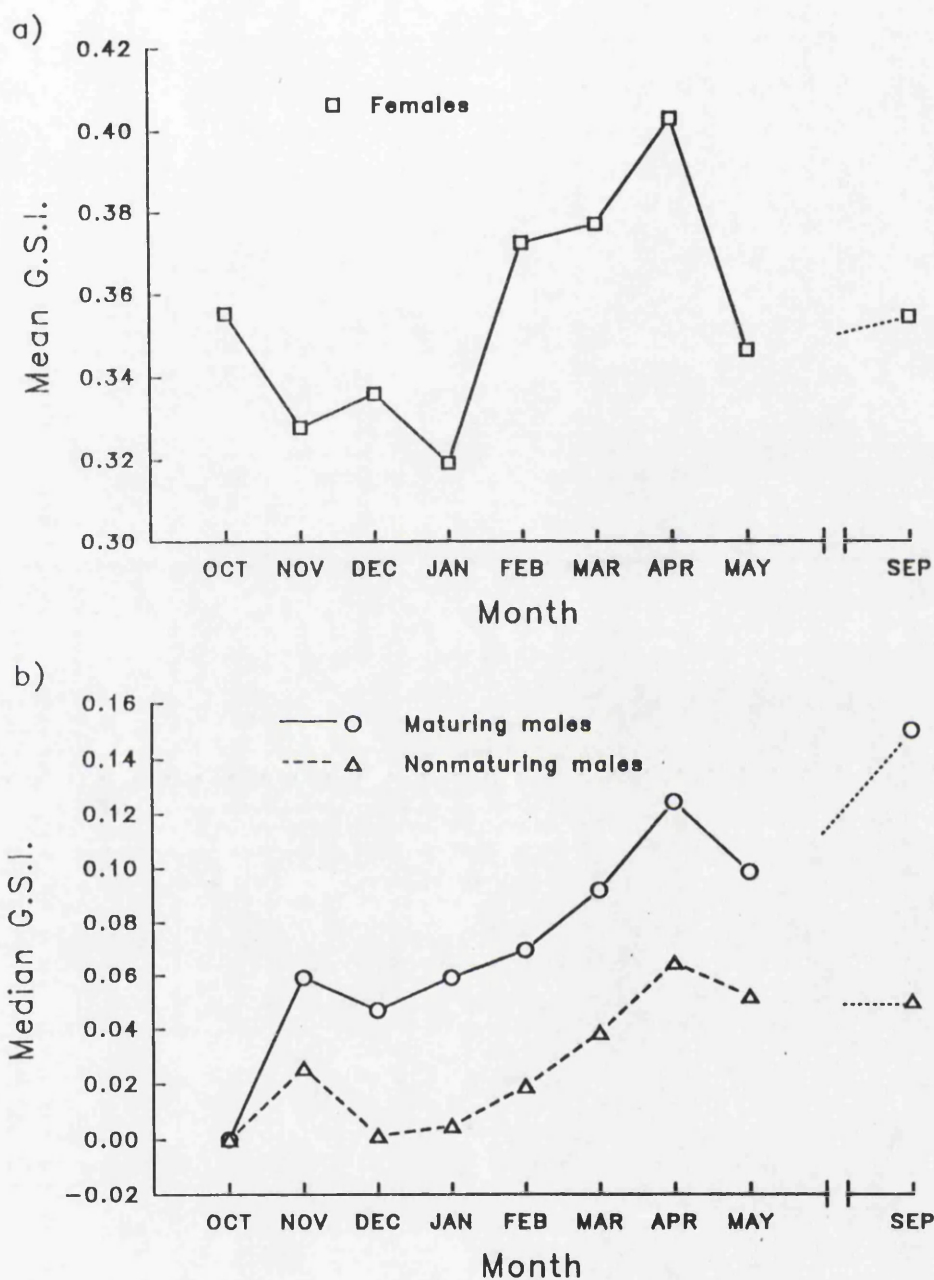 a)
0.42
0.40
0.38
0.36
0.34
0.32
0.30
Mean G.S.I.
Females
OCT NOV DEC JAN FEB MAR APR MAY SEP
Month
b)
0.16
0.14
0.12
0.10
0.08
0.06
0.04
0.02
0.00
-0.02
Median G.S.I.
Maturing males
Nonmaturing males
OCT NOV DEC JAN FEB MAR APR MAY SEP
Month